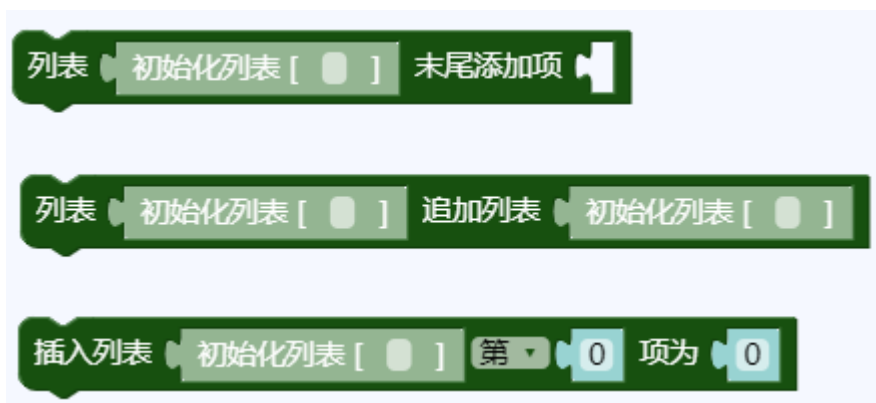 列表 初始化列表 [ ] 末尾添加项
列表 初始化列表 [ ] 追加列表 初始化列表 [ ]
插入列表 初始化列表 [ ] 第 0 项为 0